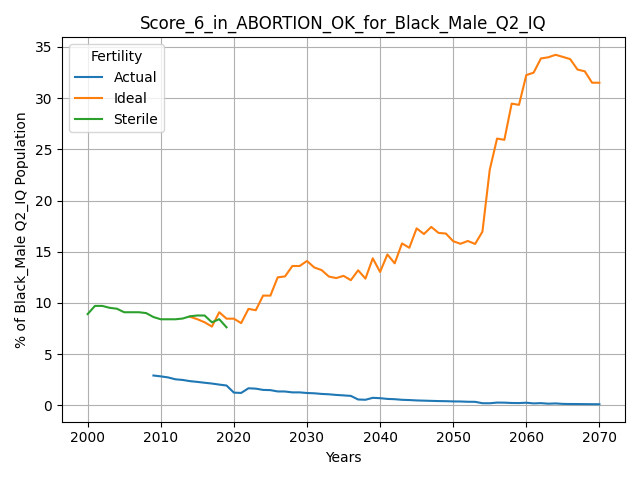 Score_6_in_ABORTION_OK_for_Black_Male_Q2_IQ
% of Black_Male Q2_IQ Population
35
30
25
20
15
10
5
0
Fertility
Actual
Ideal
Sterile
2000 2010 2020 2030 2040 2050 2060 2070
Years